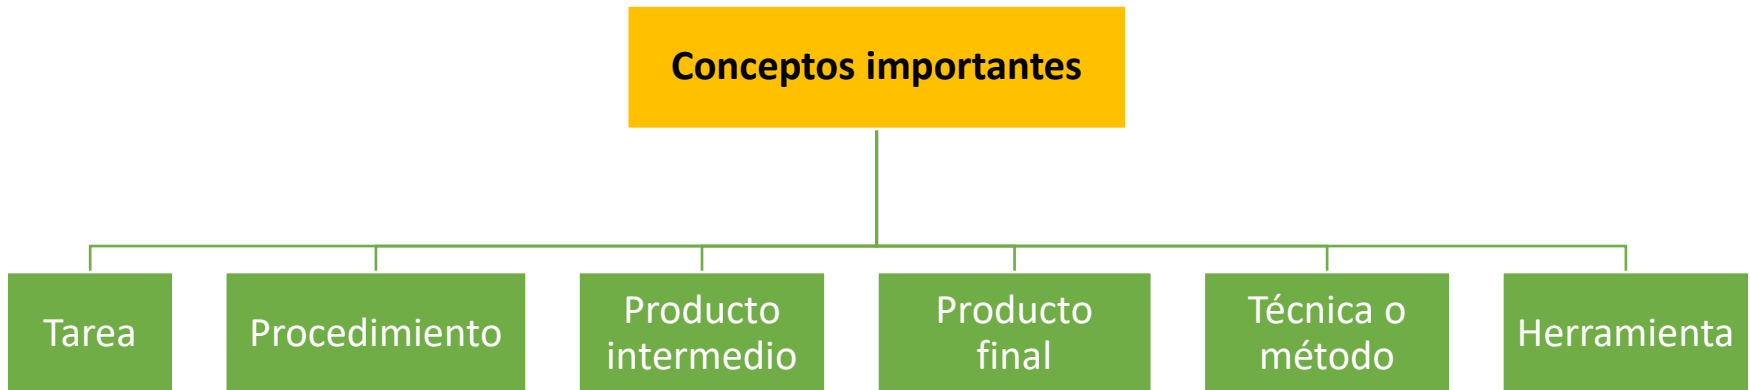 Conceptos importantes
Tarea
Procedimiento
Producto
intermedio
Producto
final
Técnica o
método
Herramienta